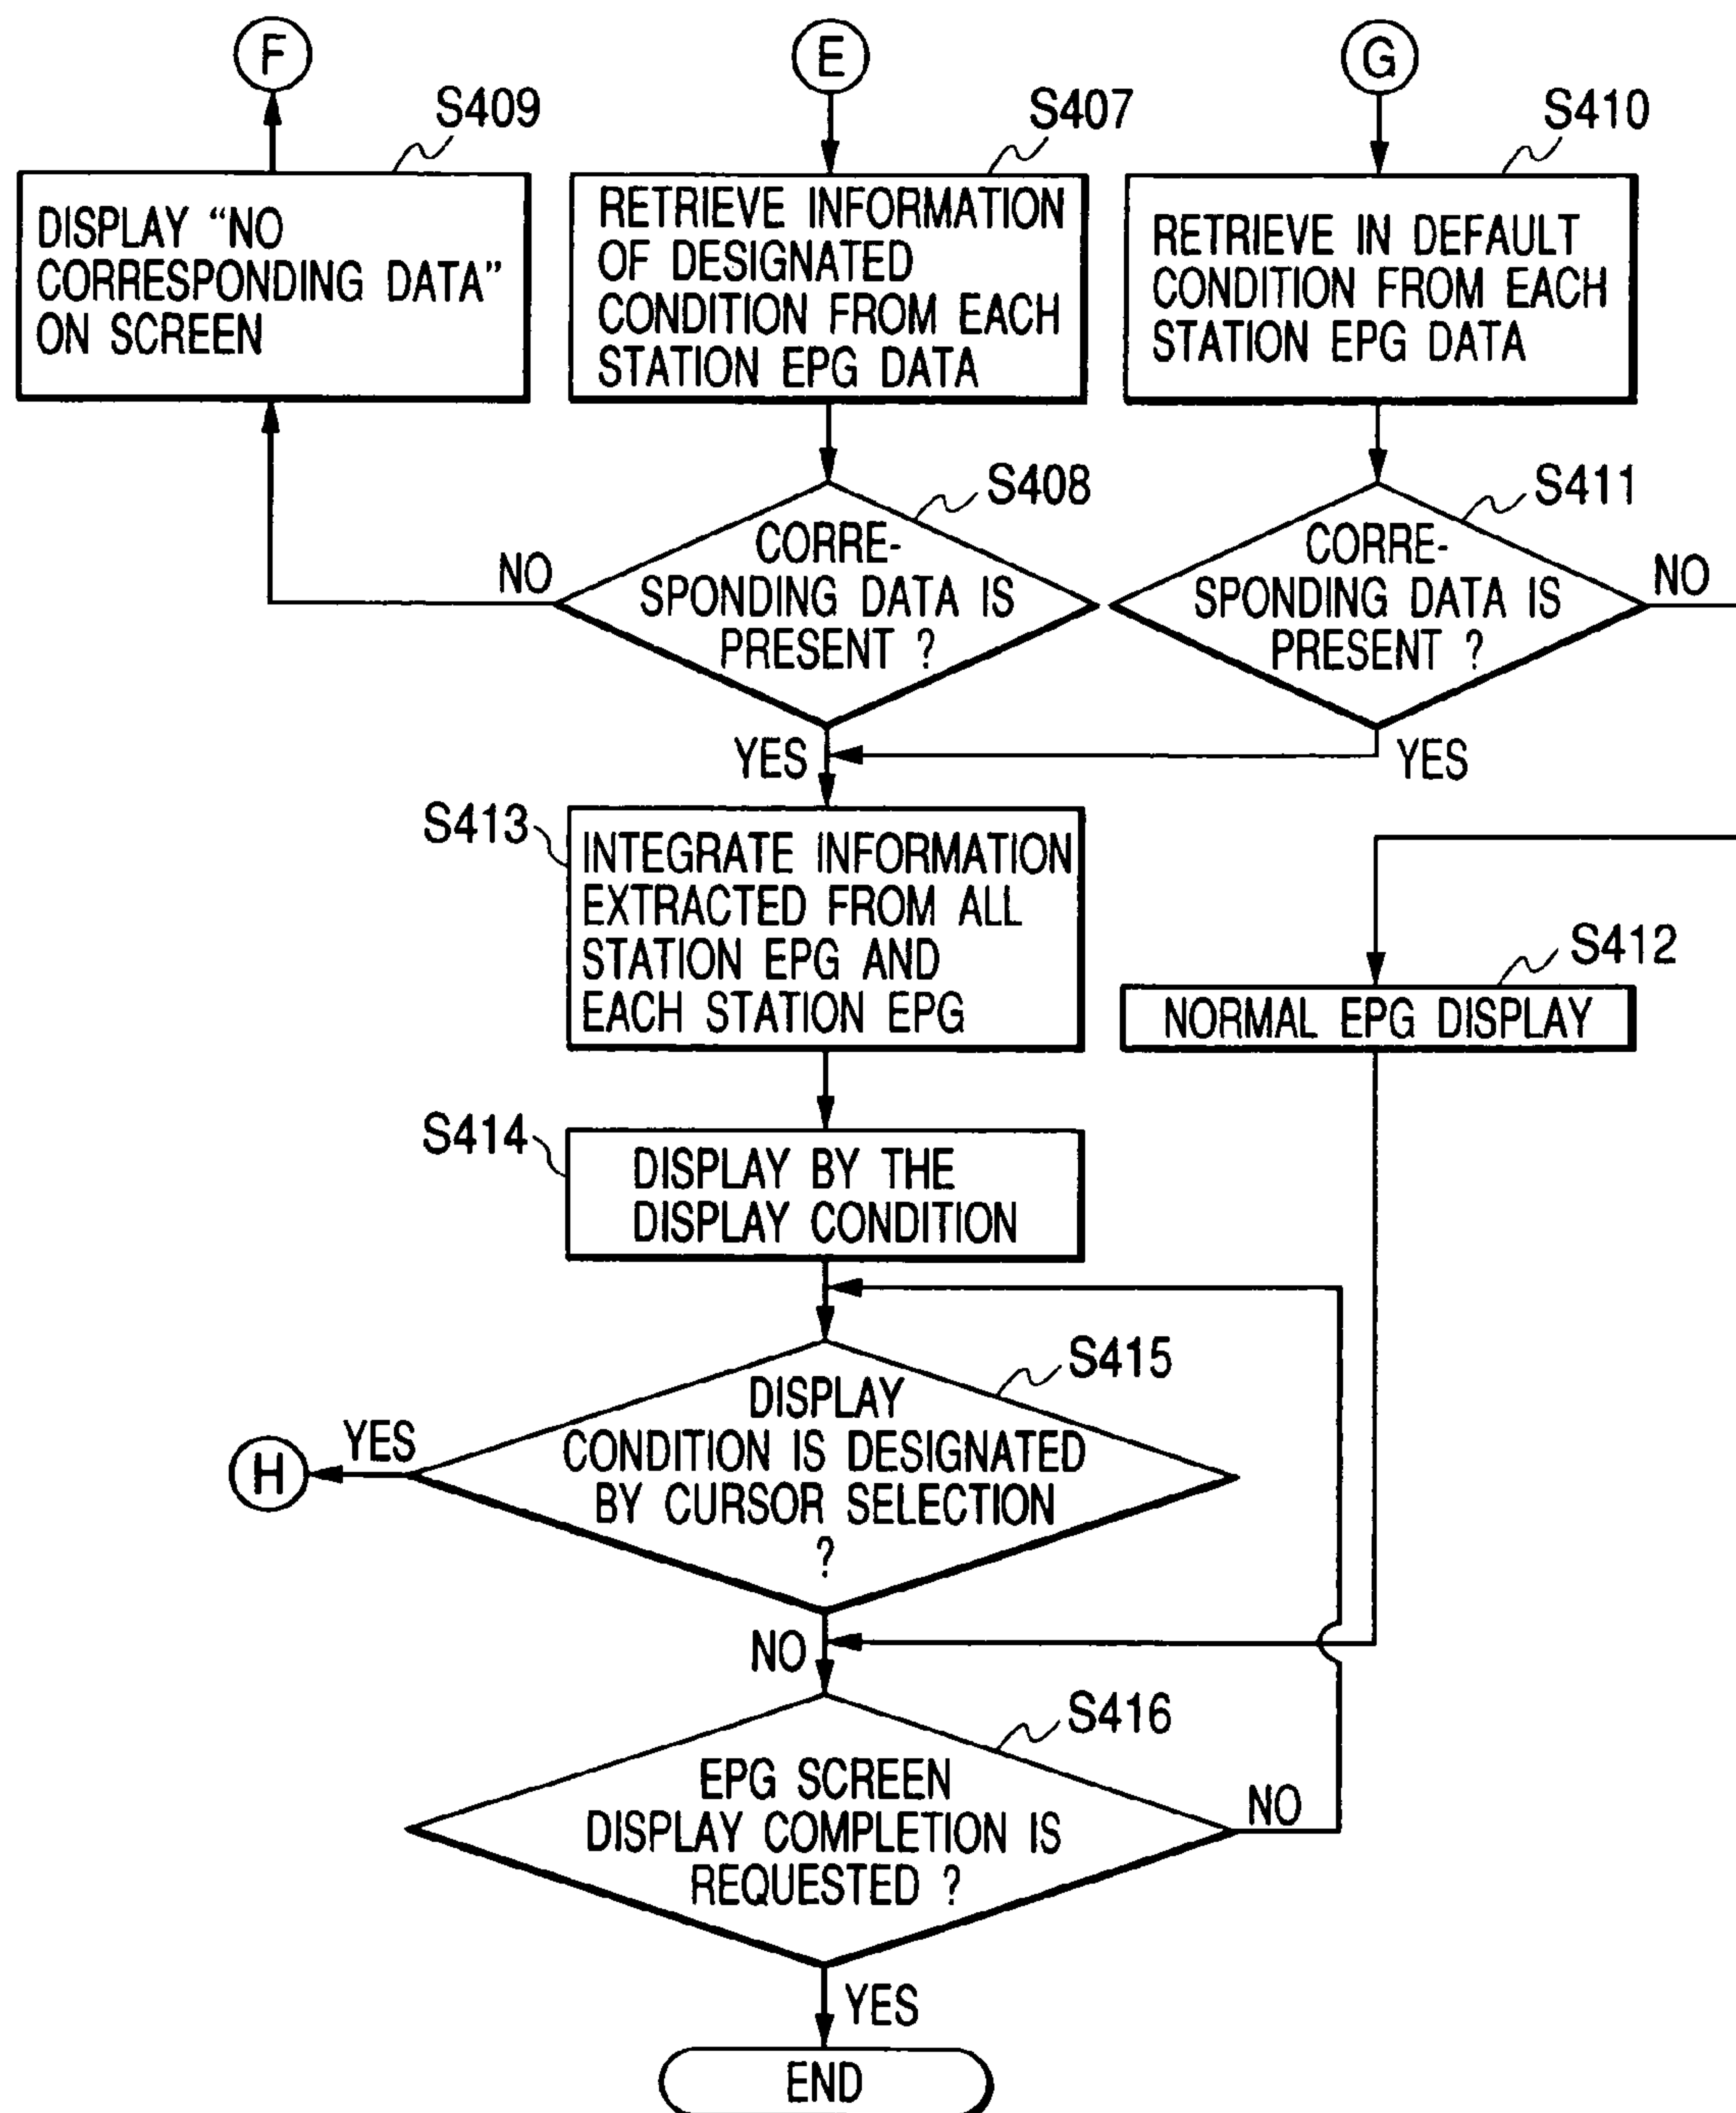 F
E
G
S409
S407
S410
DISPLAY “NO
CORRESPONDING DATA”
ON SCREEN
RETRIEVE INFORMATION
OF DESIGNATED
CONDITION FROM EACH
STATION EPG DATA
RETRIEVE IN DEFAULT
CONDITION FROM EACH
STATION EPG DATA
S408
S411
NO
CORRE-
SPONDING DATA IS
PRESENT ?
CORRE-
SPONDING DATA IS
PRESENT ?
NO
YES
YES
S413
INTEGRATE INFORMATION
EXTRACTED FROM ALL
STATION EPG AND
EACH STATION EPG
S412
NORMAL EPG DISPLAY
S414
DISPLAY BY THE
DISPLAY CONDITION
S415
H
YES
DISPLAY
CONDITION IS DESIGNATED
BY CURSOR SELECTION
?
NO
S416
EPG SCREEN
DISPLAY COMPLETION IS
REQUESTED ?
NO
YES
END